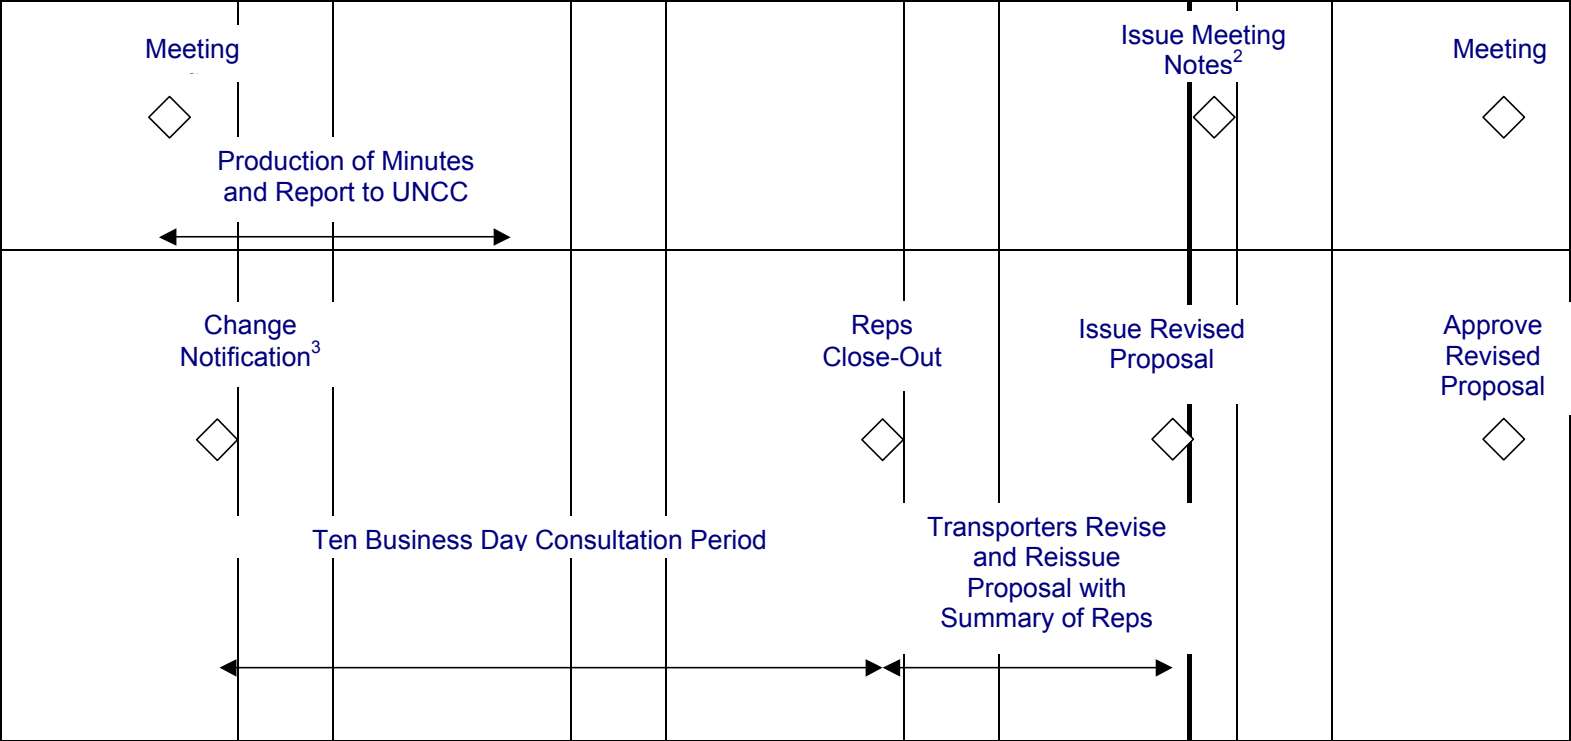 Meeting
Issue Meeting
Notes²
Meeting
Production of Minutes
and Report to UNCC
Change
Notification³
Reps
Close-Out
Issue Revised
Proposal
Approve
Revised
Proposal
Ten Business Day Consultation Period
Transporters Revise
and Reissue
Proposal with
Summary of Reps